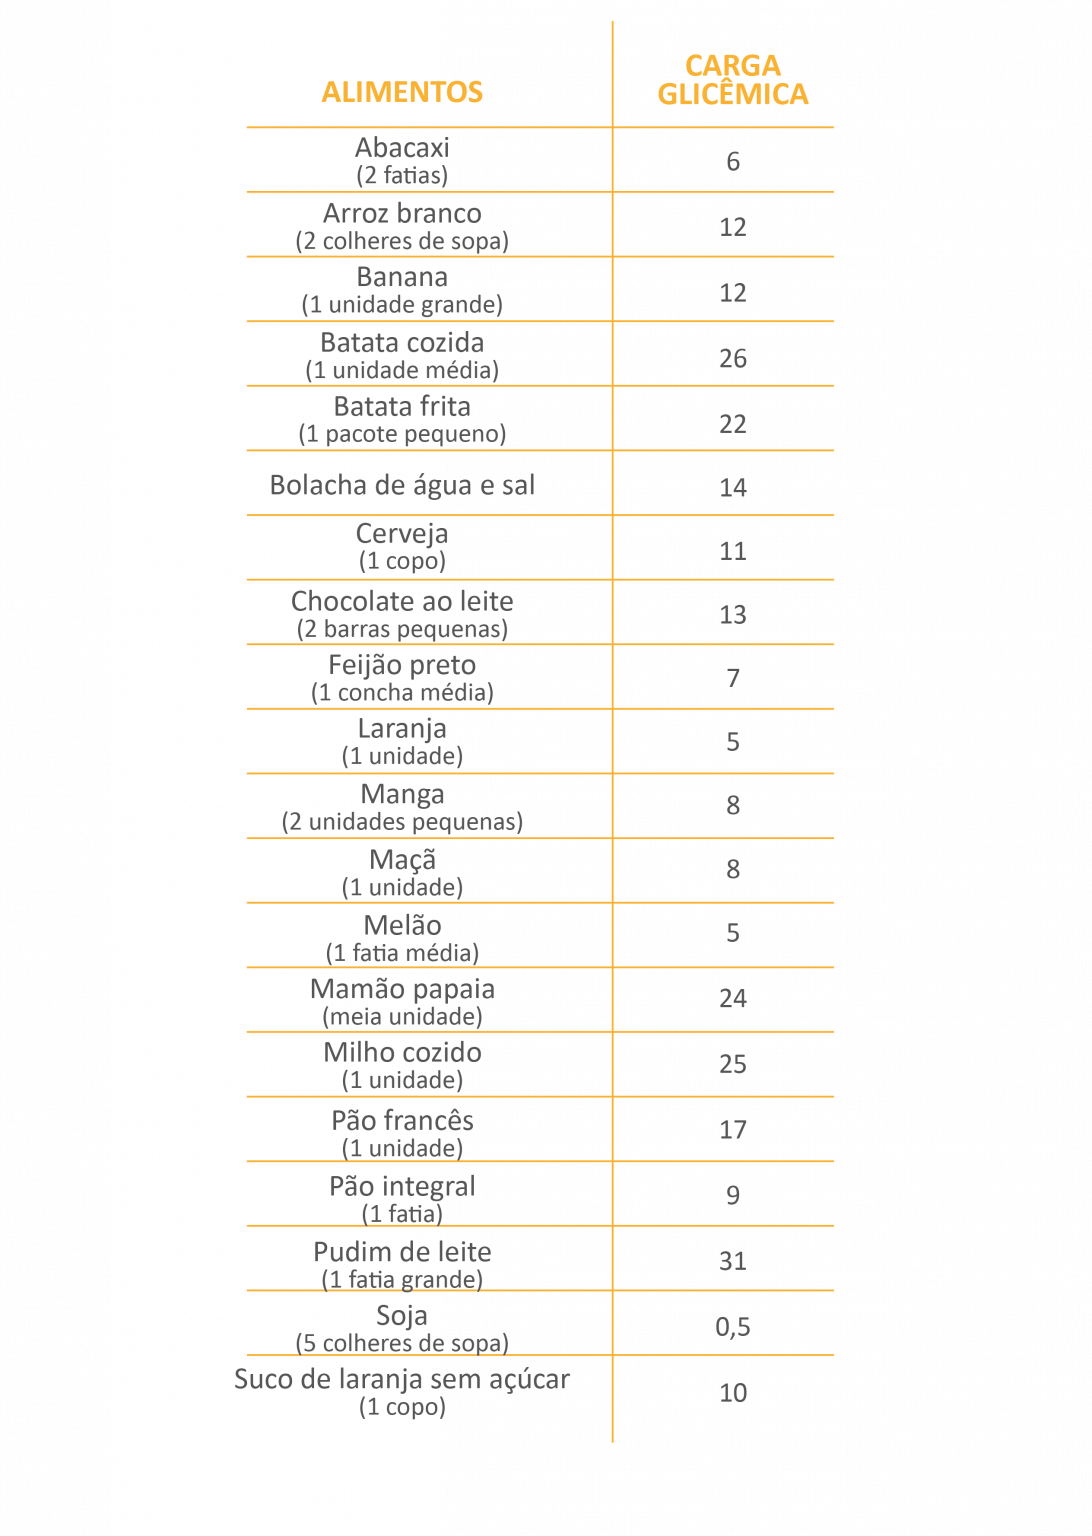 ALIMENTOS
CARGA
GLICÊMICA
Abacaxi
(2 fatias)
6
Arroz branco
(2 colheres de sopa)
12
Banana
(1 unidade grande)
12
Batata cozida
(1 unidade média)
26
Batata frita
(1 pacote pequeno)
22
Bolacha de água e sal
14
Cerveja
(1 copo)
11
Chocolate ao leite
(2 barras pequenas)
13
Feijão preto
(1 concha média)
7
Laranja
(1 unidade)
5
Manga
(2 unidades pequenas)
8
Maçã
(1 unidade)
8
Melão
(1 fatia média)
5
Mamão papaia
(meia unidade)
24
Milho cozido
(1 unidade)
25
Pão francês
(1 unidade)
17
Pão integral
(1 fatia)
9
Pudim de leite
(1 fatia grande)
31
Soja
(5 colheres de sopa)
0,5
Suco de laranja sem açúcar
(1 copo)
10